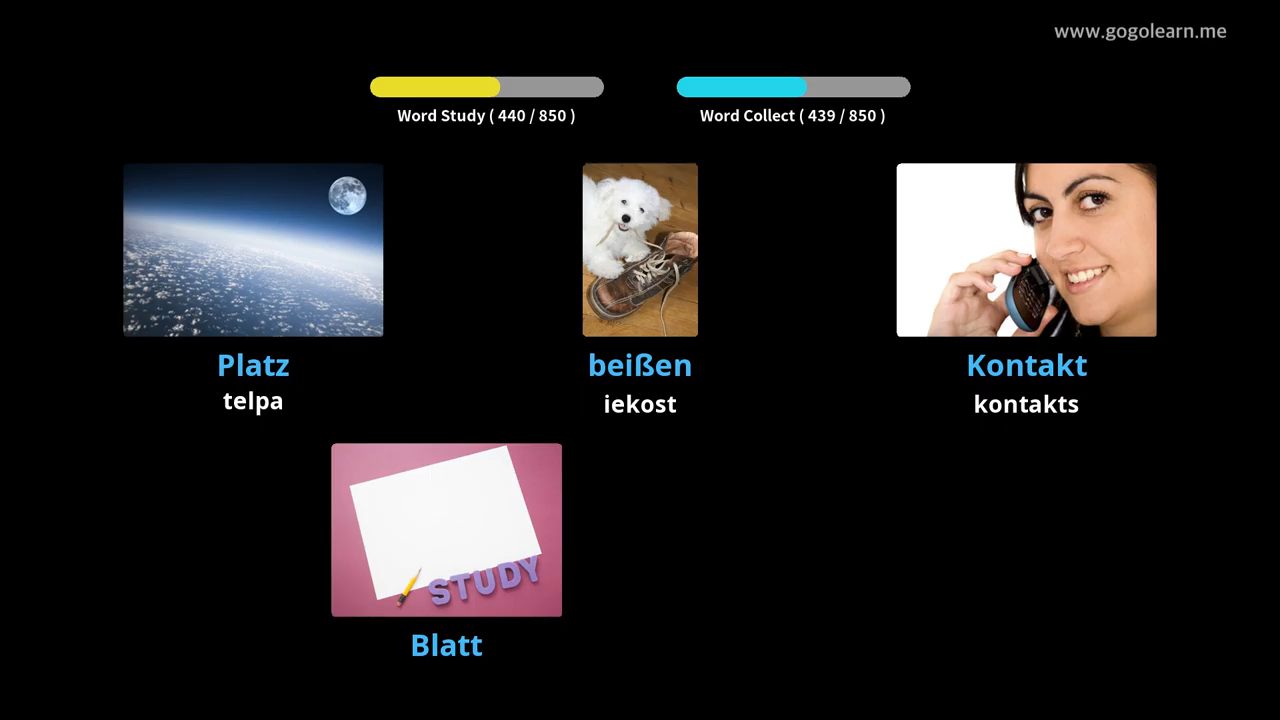 www.gogolearn.me
Word Study ( 440 / 850 )
Word Collect ( 439 / 850 )
Platz
telpa
beißen
iekost
Kontakt
kontakts
STUDY
Blatt